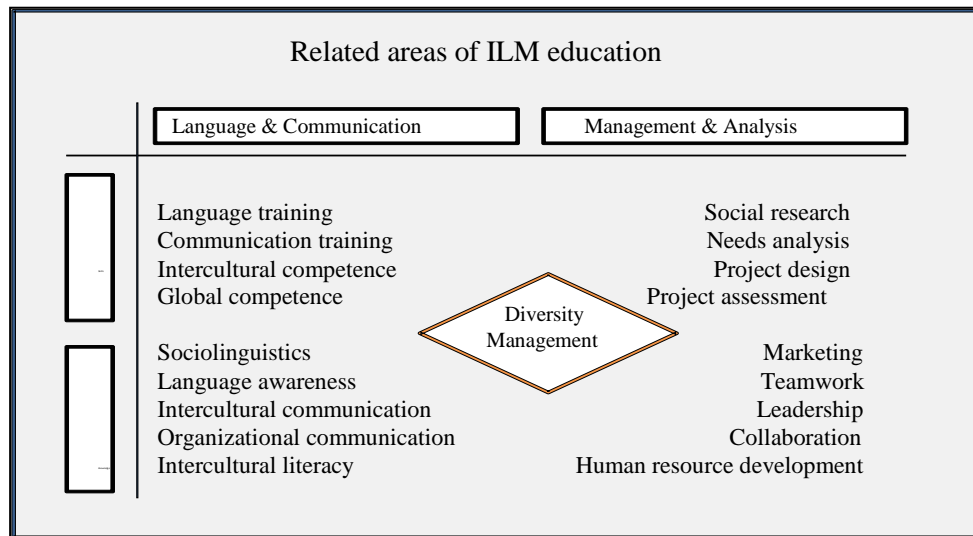 Related areas of ILM education
Language & Communication
Management & Analysis
Language training
Communication training
Intercultural competence
Global competence
Social research
Needs analysis
Project design
Project assessment
Diversity
Management
Sociolinguistics
Language awareness
Intercultural communication
Organizational communication
Intercultural literacy
Marketing
Teamwork
Leadership
Collaboration
Human resource development